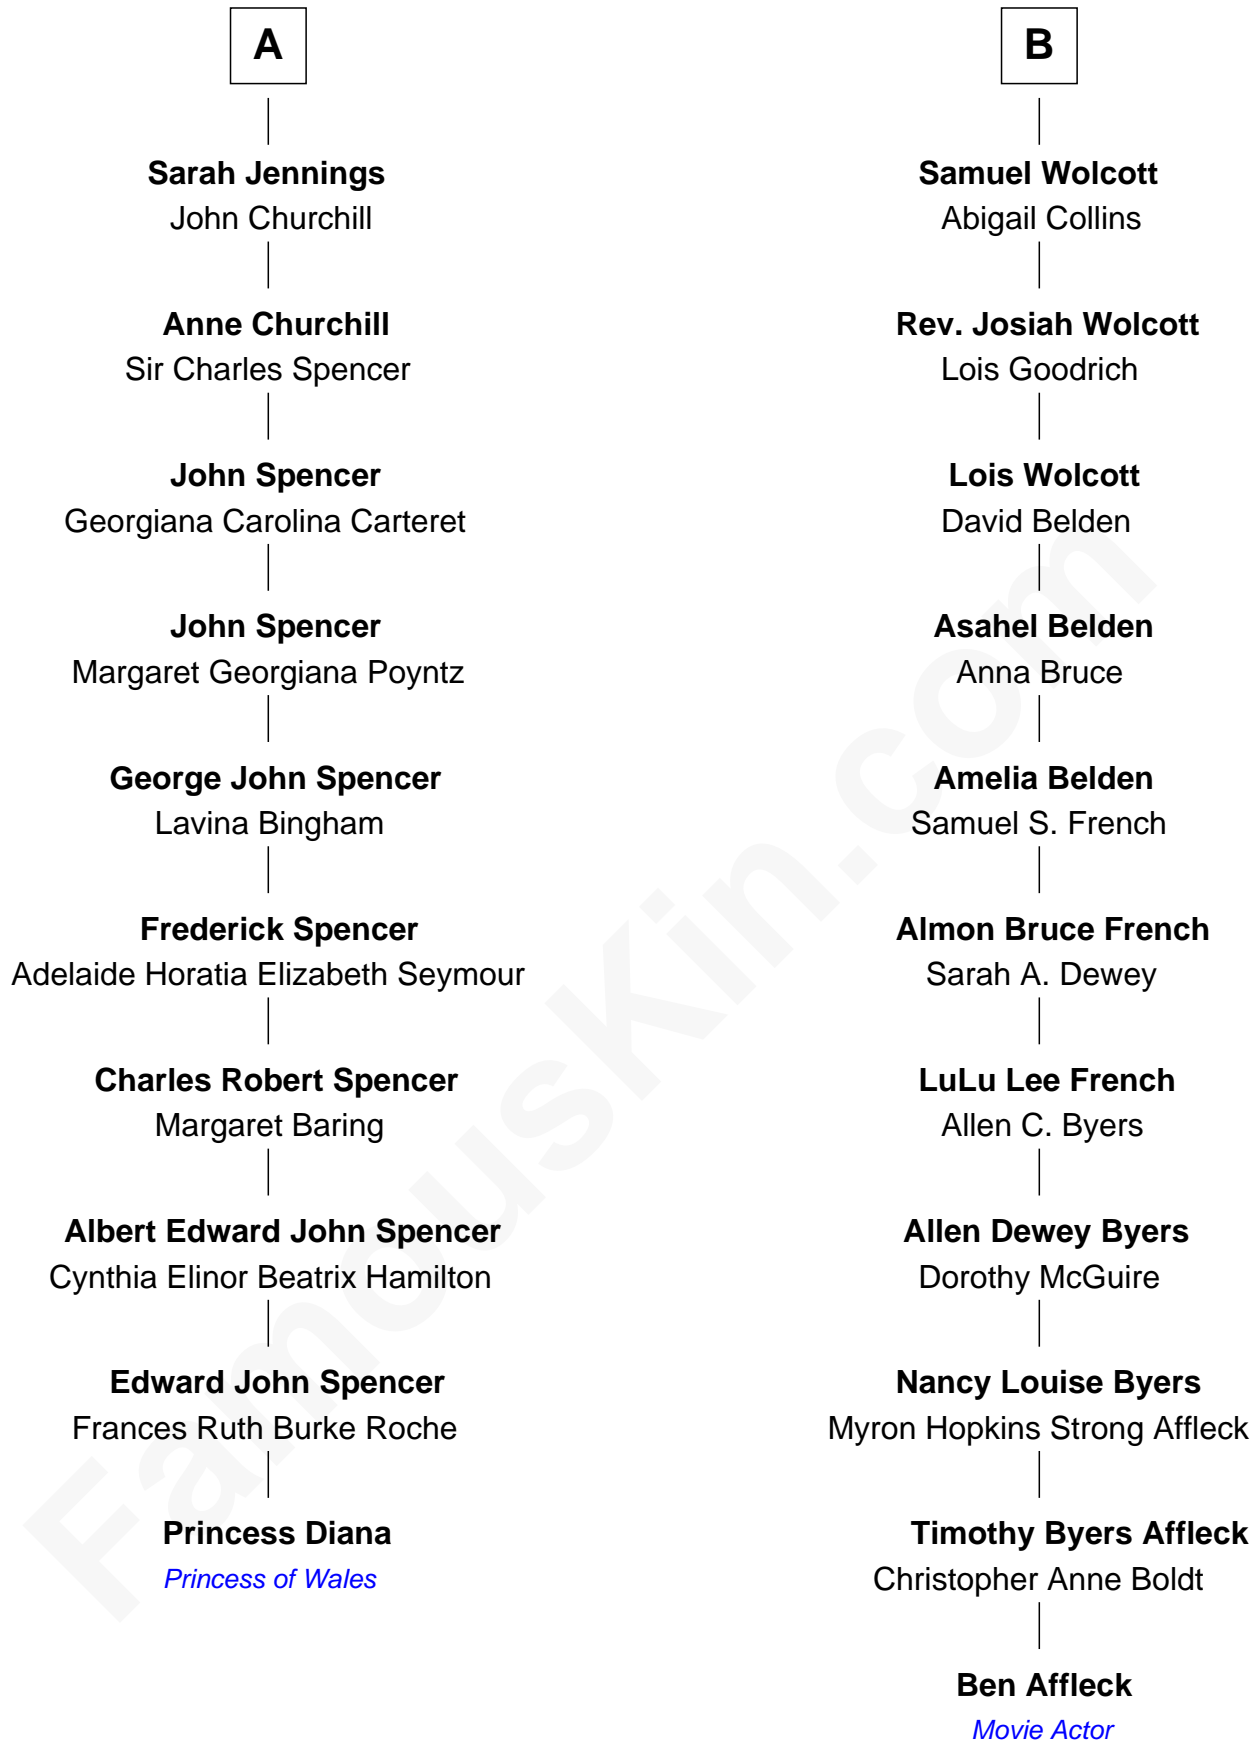 A
Sarah Jennings
John Churchill
Anne Churchill
Sir Charles Spencer
John Spencer
Georgiana Carolina Carteret
John Spencer
Margaret Georgiana Poyntz
George John Spencer
Lavina Bingham
Frederick Spencer
Adelaide Horatia Elizabeth Seymour
Charles Robert Spencer
Margaret Baring
Albert Edward John Spencer
Cynthia Elinor Beatrix Hamilton
Edward John Spencer
Frances Ruth Burke Roche
Princess Diana
Princess of Wales
B
Samuel Wolcott
Abigail Collins
Rev. Josiah Wolcott
Lois Goodrich
Lois Wolcott
David Belden
Asahel Belden
Anna Bruce
Amelia Belden
Samuel S. French
Almon Bruce French
Sarah A. Dewey
LuLu Lee French
Allen C. Byers
Allen Dewey Byers
Dorothy McGuire
Nancy Louise Byers
Myron Hopkins Strong Affleck
Timothy Byers Affleck
Christopher Anne Boldt
Ben Affleck
Movie Actor
FamousKin.com